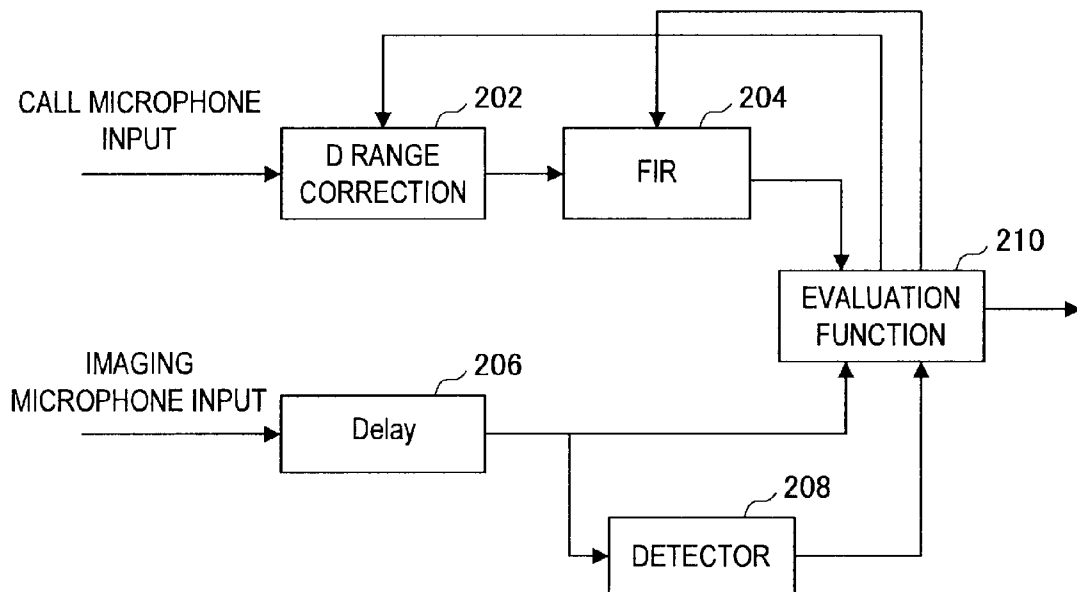 CALL MICROPHONE
INPUT
202
D RANGE
CORRECTION
204
FIR
210
EVALUATION
FUNCTION
IMAGING
MICROPHONE INPUT
206
Delay
208
DETECTOR